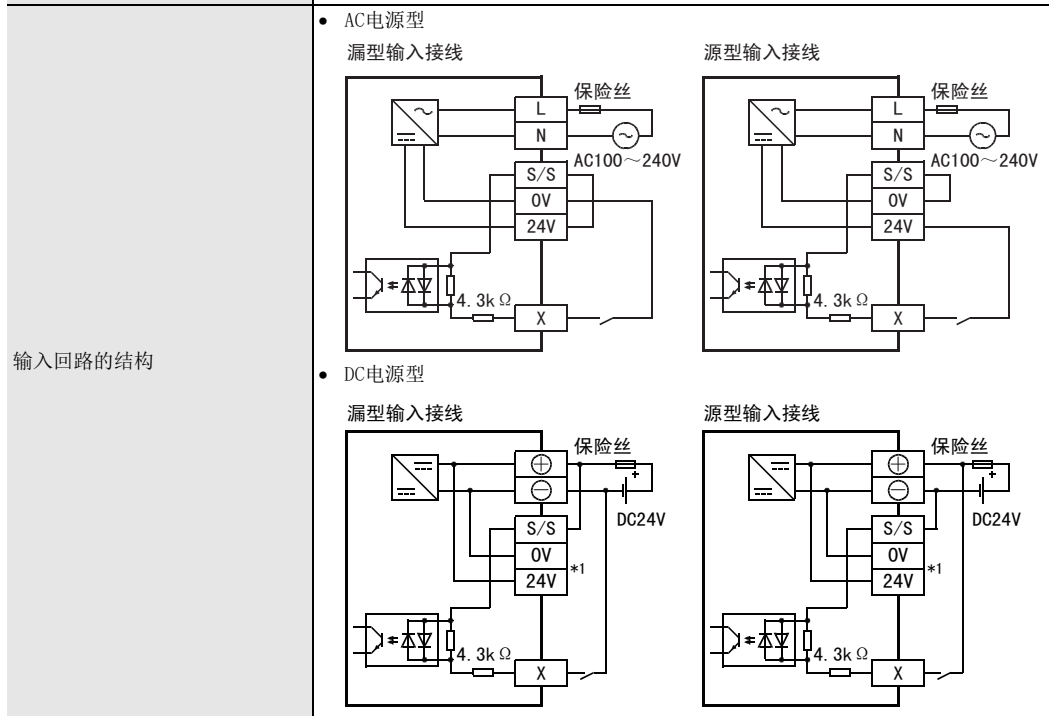 • AC电源型
漏型输入接线
源型输入接线
保险丝
L
N
AC100～240V
S/S
0V
24V
4.3kΩ
X
保险丝
L
N
AC100～240V
S/S
0V
24V
4.3kΩ
X
输入回路的结构
• DC电源型
漏型输入接线
源型输入接线
保险丝
+
DC24V
S/S
0V
24V
*1
4.3kΩ
X
保险丝
+
DC24V
S/S
0V
24V
*1
4.3kΩ
X